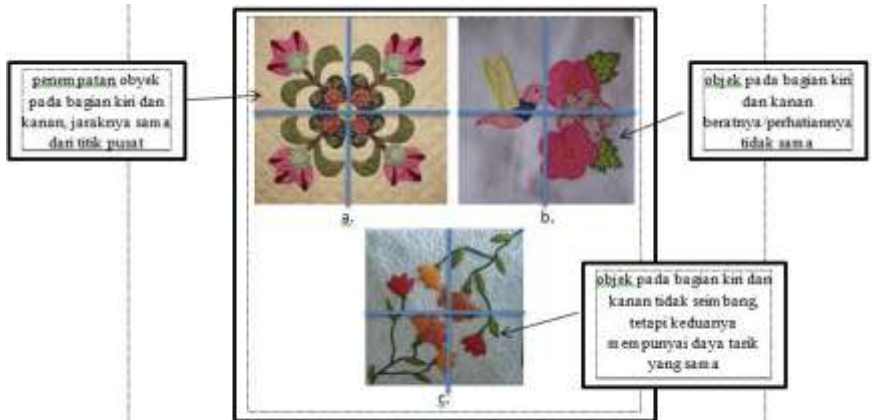 penempatan obyek
pada bagian kiri dan
kanan, jaraknya sama
dari titik pusat
objek pada bagian kiri
dan kanan
beratnya/perhatiannya
tidak sama
a.
b.
objek pada bagian kiri dan
kanan tidak seimbang,
tetapi keduanya
mempunyai daya tarik
yang sama
c.